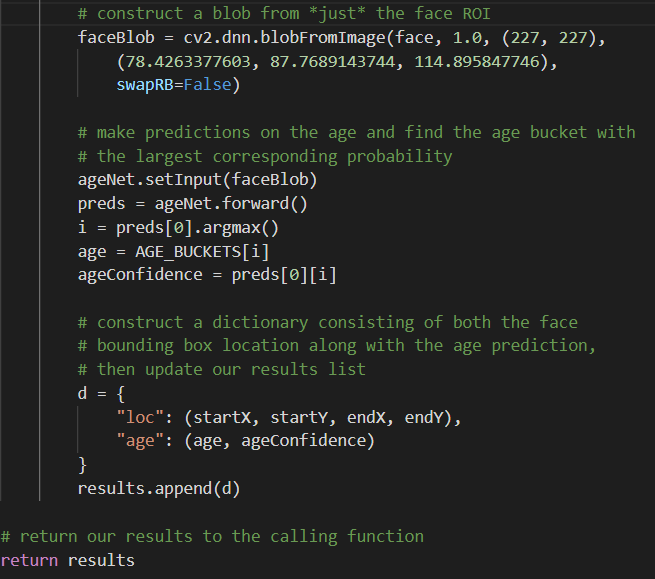 # construct a blob from *just* the face ROI
faceBlob = cv2.dnn.blobFromImage(face, 1.0, (227, 227),
(78.4263377603, 87.7689143744, 114.895847746),
swapRB=False)
# make predictions on the age and find the age bucket with
# the largest corresponding probability
ageNet.setInput(faceBlob)
preds = ageNet.forward()
i = preds[0].argmax()
age = AGE_BUCKETS[i]
ageConfidence = preds[0][i]
# construct a dictionary consisting of both the face
# bounding box location along with the age prediction,
# then update our results list
d = {
"loc": (startX, startY, endX, endY),
"age": (age, ageConfidence)
}
results.append(d)
# return our results to the calling function
return results